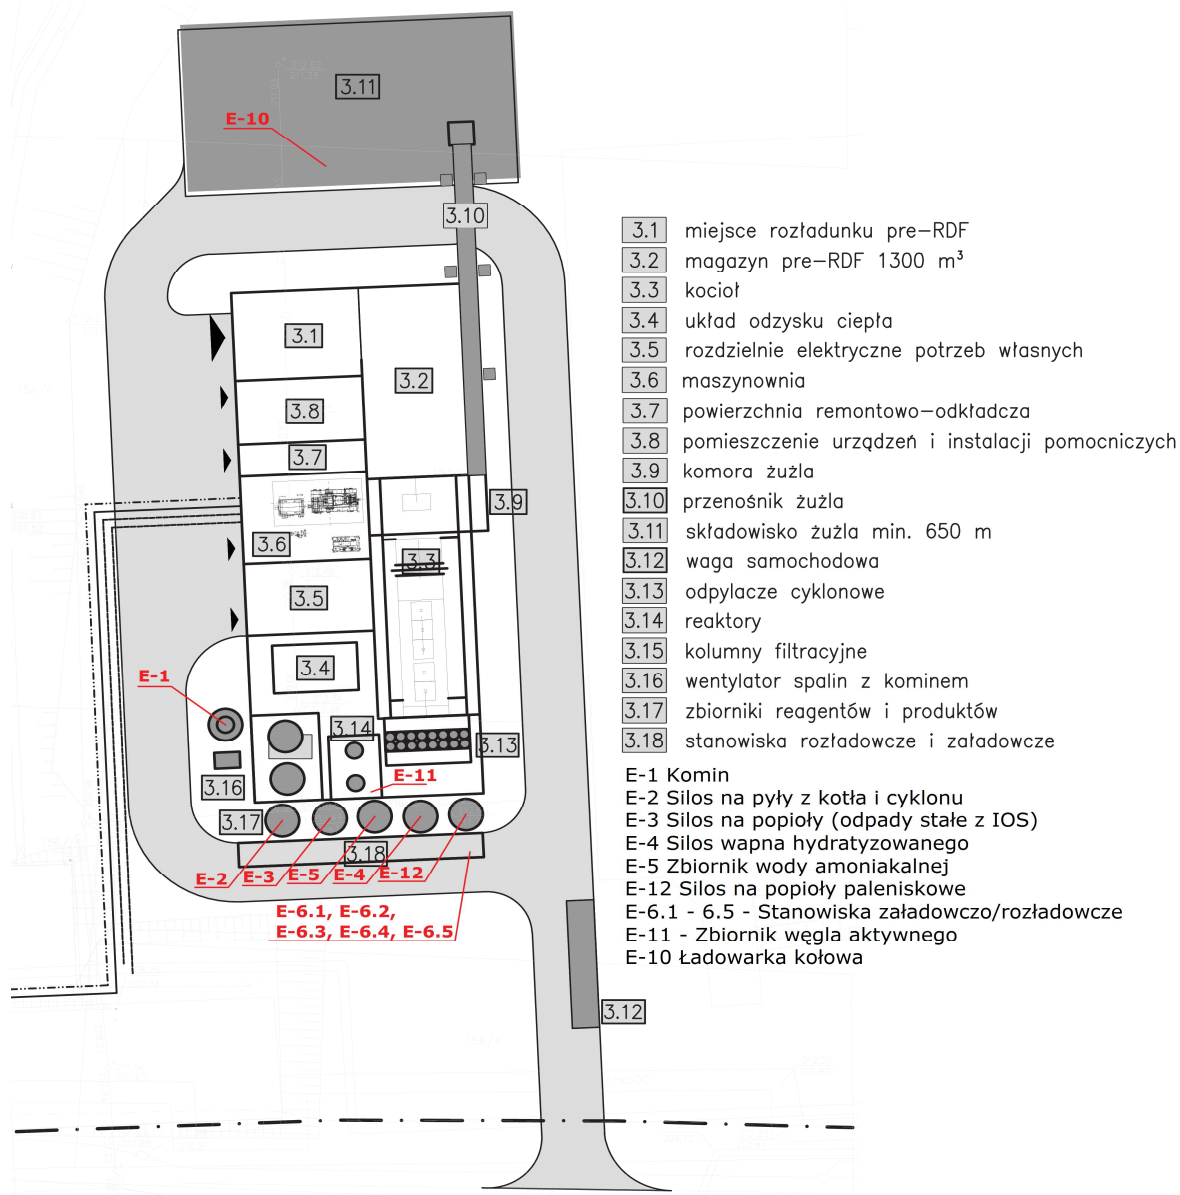 3.11
E-10
3.10
3.1
3.2
3.8
3.7
3.9
3.6
3.3
3.5
3.4
E-1
3.14
3.13
3.16
E-11
3.17
3.18
E-2
E-3
E-5
E-4
E-12
E-6.1, E-6.2,
E-6.3, E-6.4, E-6.5
3.12
3.1 miejsce rozładunku pre-RDF
3.2 magazyn pre-RDF 1300 m³
3.3 kocioł
3.4 układ odzysku ciepła
3.5 rozdzielnie elektryczne potrzeb własnych
3.6 maszynownia
3.7 powierzchnia remontowo-odkładcza
3.8 pomieszczenie urządzeń i instalacji pomocniczych
3.9 komora żużla
3.10 przenośnik żużla
3.11 składowisko żużla min. 650 m
3.12 waga samochodowa
3.13 odpylacze cyklonowe
3.14 reaktory
3.15 kolumny filtracyjne
3.16 wentylator spalin z kominem
3.17 zbiorniki reagentów i produktów
3.18 stanowiska rozładowcze i załadowcze
E-1 Komin
E-2 Silos na pyły z kotła i cyklonu
E-3 Silos na popioły (odpady stałe z IOS)
E-4 Silos wapna hydratyzowanego
E-5 Zbiornik wody amoniakalnej
E-12 Silos na popioły paleniskowe
E-6.1 - 6.5 - Stanowiska załadowczo/rozładowcze
E-11 - Zbiornik węgla aktywnego
E-10 Ładowarka kołowa